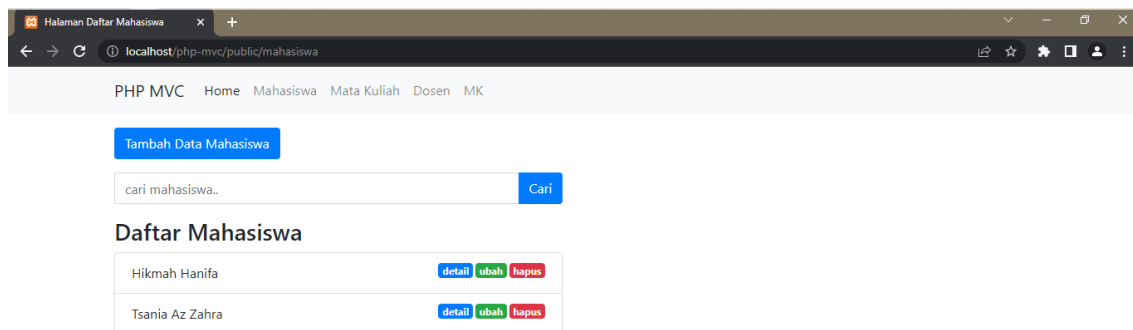 Halaman Daftar Mahasiswa
localhost/php-mvc/public/mahasiswa
PHP MVC Home Mahasiswa Mata Kuliah Dosen MK
Tambah Data Mahasiswa
cari mahasiswa.. Cari
Daftar Mahasiswa
Hikmah Hanifa detail ubah hapus
Tsania Az Zahra detail ubah hapus